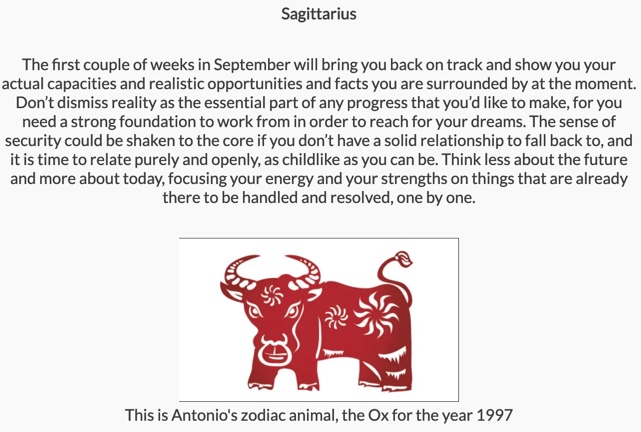 Sagittarius
The first couple of weeks in September will bring you back on track and show you your
actual capacities and realistic opportunities and facts you are surrounded by at the moment.
Don’t dismiss reality as the essential part of any progress that you’d like to make, for you
need a strong foundation to work from in order to reach for your dreams. The sense of
security could be shaken to the core if you don’t have a solid relationship to fall back to, and
it is time to relate purely and openly, as childlike as you can be. Think less about the future
and more about today, focusing your energy and your strengths on things that are already
there to be handled and resolved, one by one.
This is Antonio's zodiac animal, the Ox for the year 1997